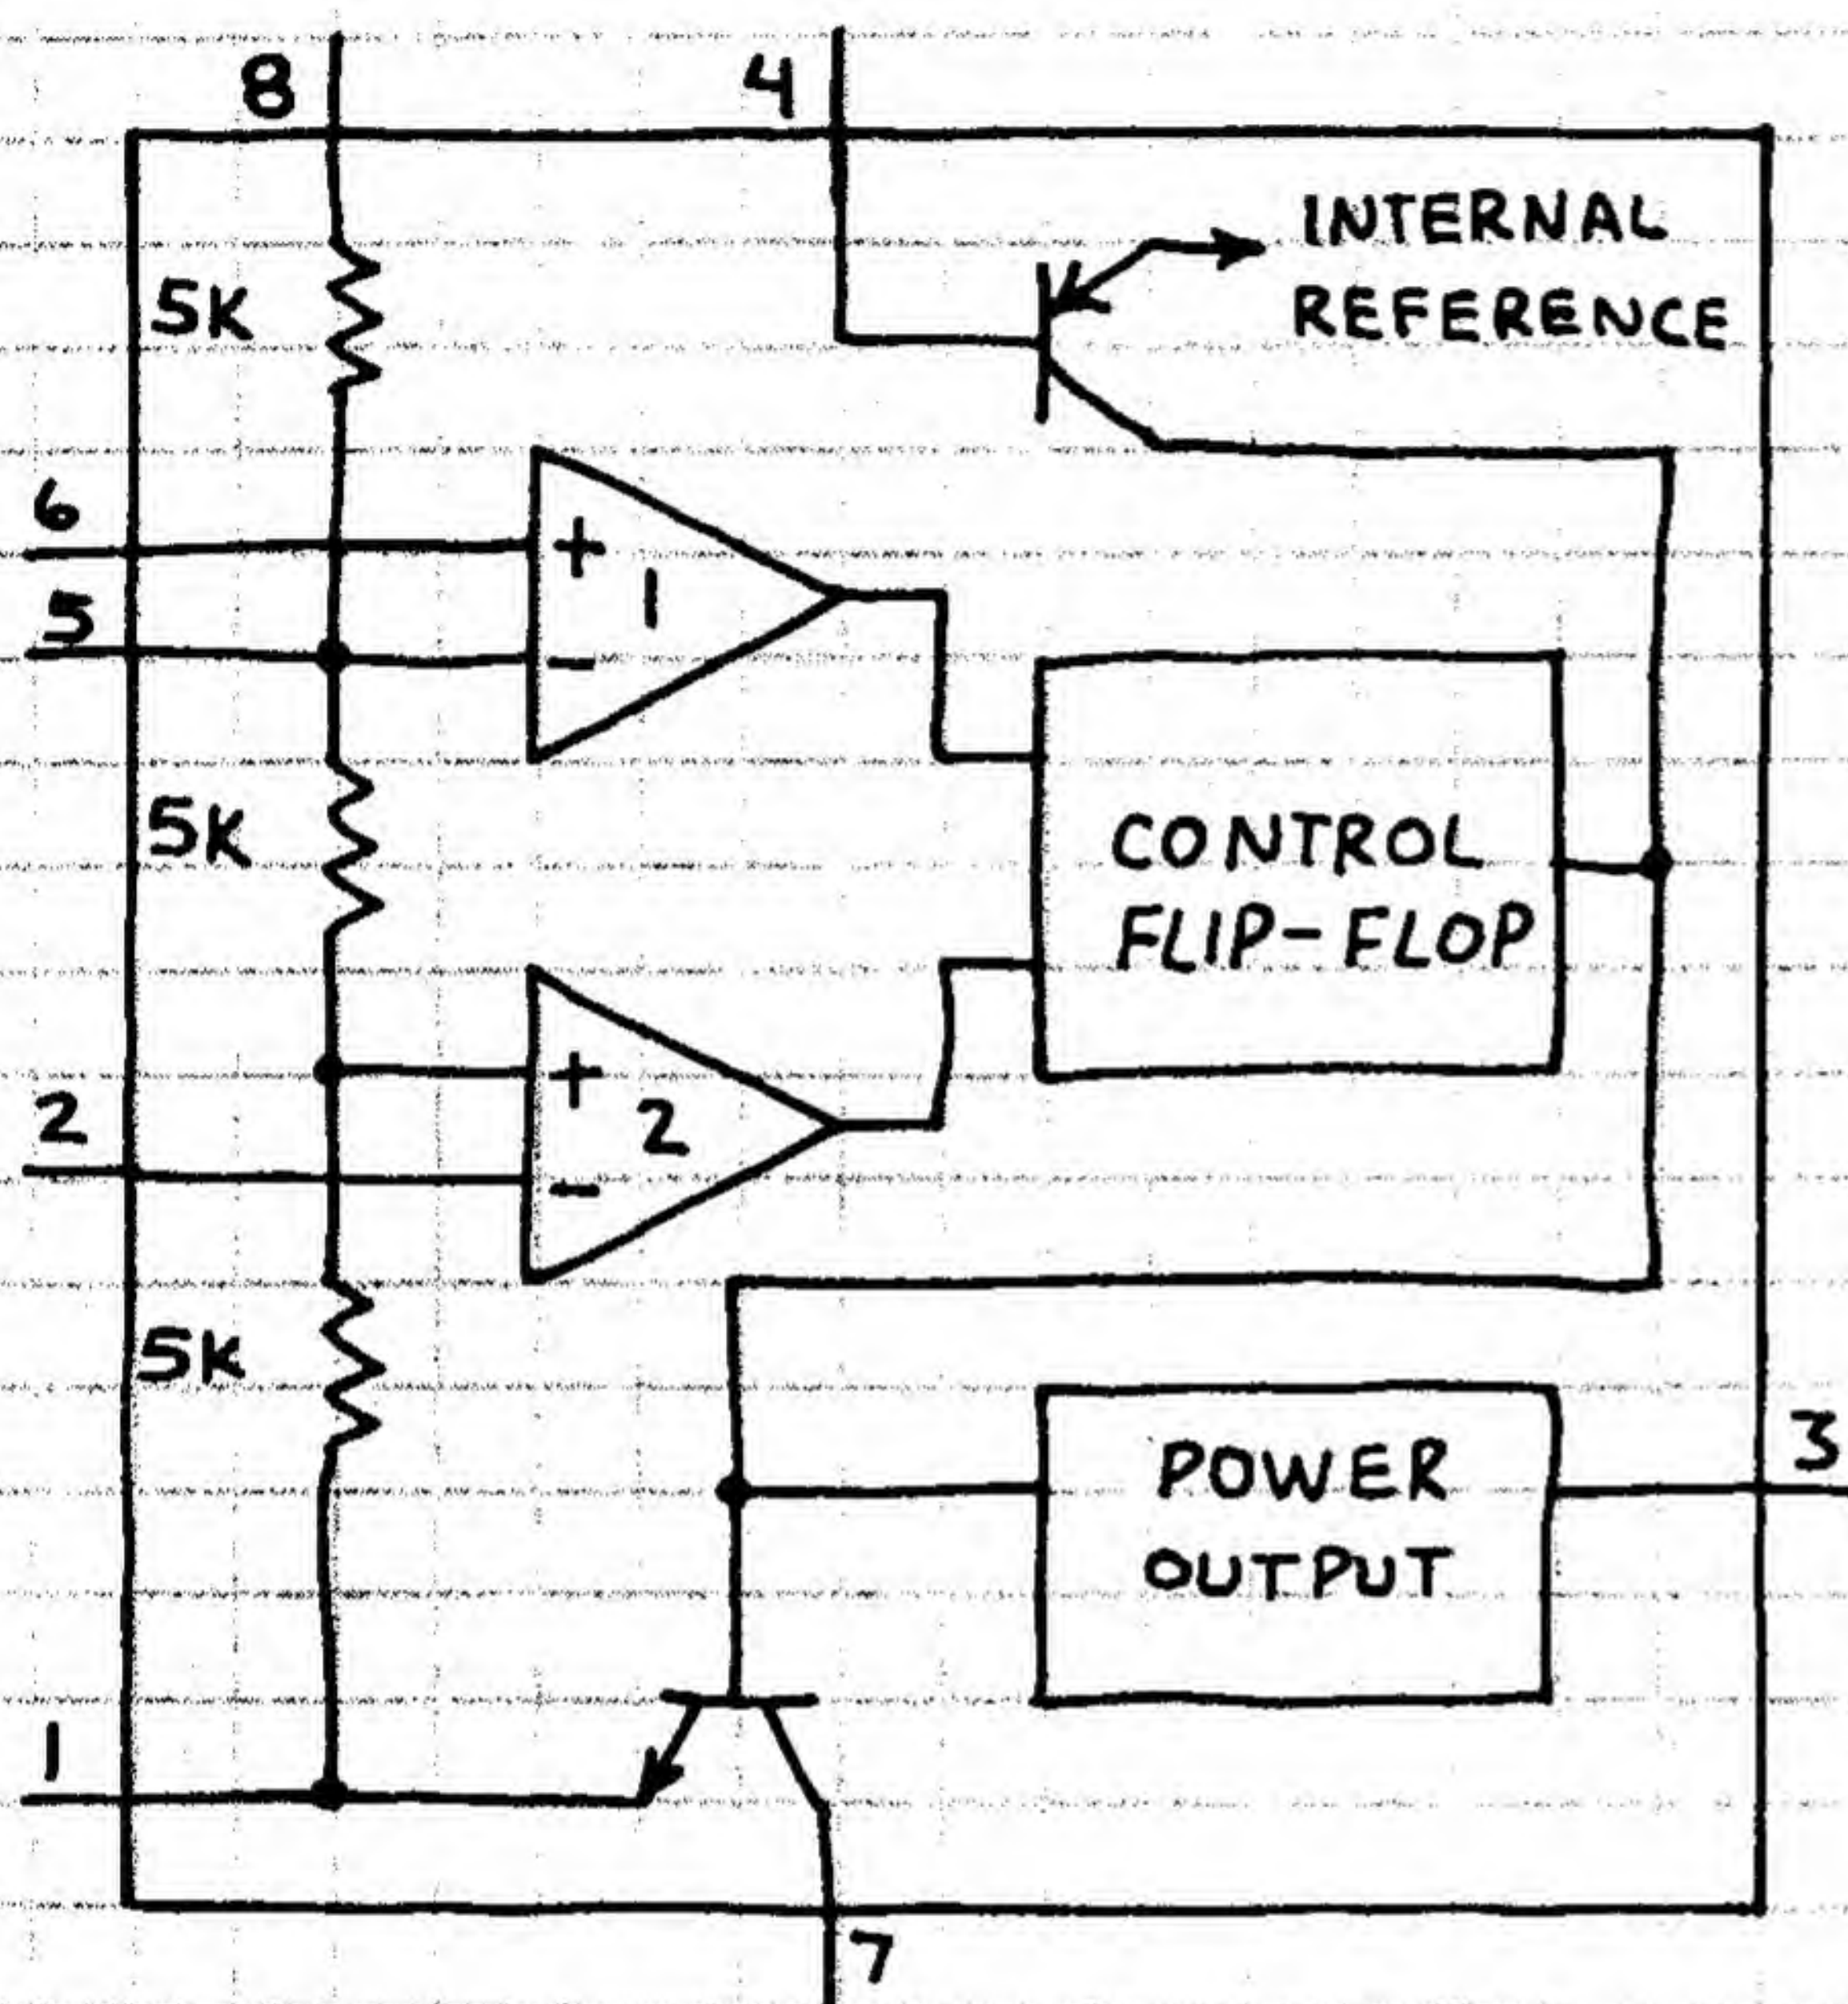 8
4
INTERNAL
REFERENCE
5K
6
+
1
5
-
5K
CONTROL
FLIP-FLOP
+
2
2
-
5K
POWER
OUTPUT
3
1
7